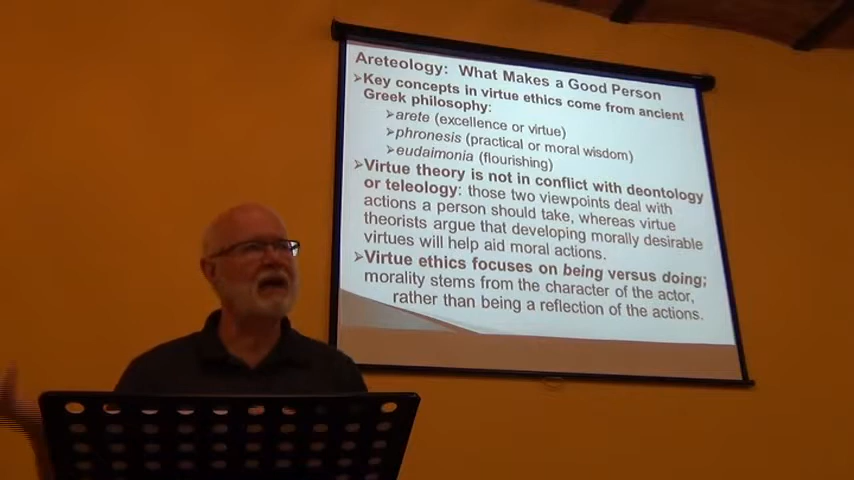 Areteology: What Makes a Good Person
➢Key concepts in virtue ethics come from ancient
Greek philosophy:
➢arete (excellence or virtue)
➢phronesis (practical or moral wisdom)
➢eudaimonia (flourishing)
➢Virtue theory is not in conflict with deontology
or teleology: those two viewpoints deal with
actions a person should take, whereas virtue
theorists argue that developing morally desirable
virtues will help aid moral actions.
➢Virtue ethics focuses on being versus doing;
morality stems from the character of the actor,
rather than being a reflection of the actions.